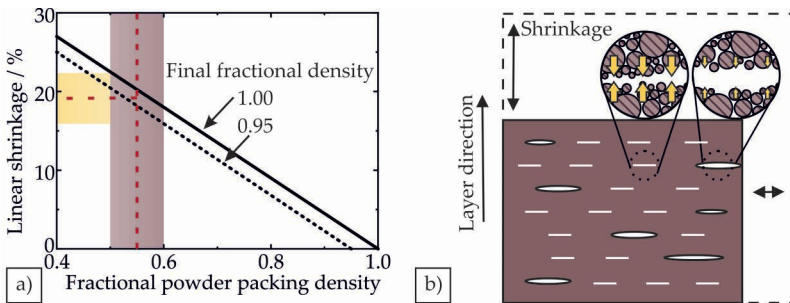 30
20
10
0
Linear shrinkage / %
Final fractional density
1.00
0.95
0.4
0.6
0.8
1.0
Fractional powder packing density
a)
Shrinkage
Layer direction
b)